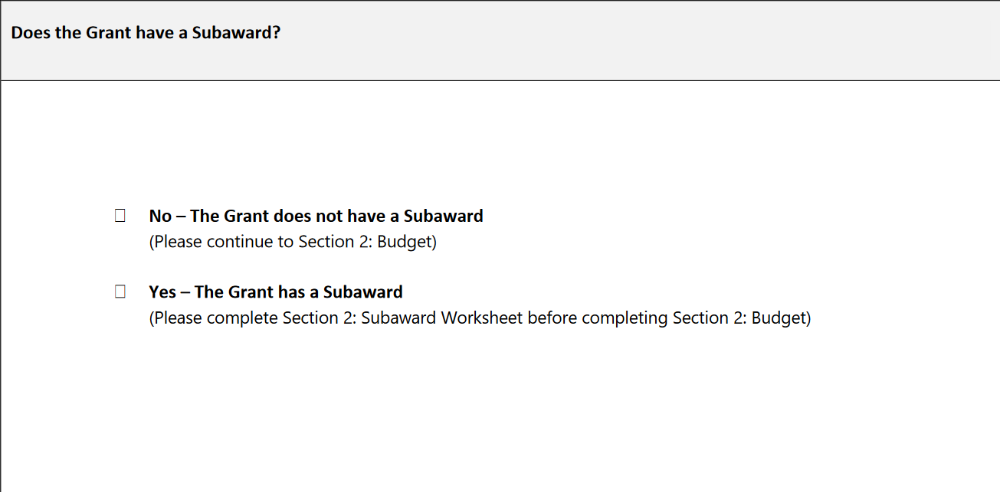 Does the Grant have a Subaward?
No – The Grant does not have a Subaward
(Please continue to Section 2: Budget)
Yes – The Grant has a Subaward
(Please complete Section 2: Subaward Worksheet before completing Section 2: Budget)